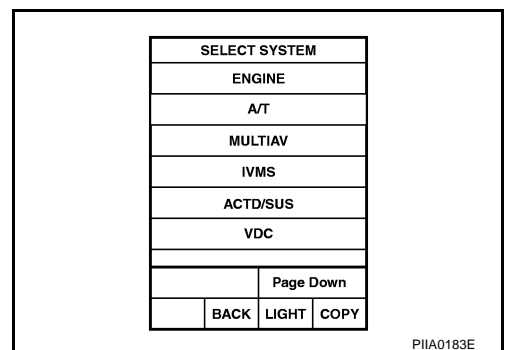 SELECT SYSTEM
ENGINE
A/T
MULTIAV
IVMS
ACTD/SUS
VDC
Page Down
BACK LIGHT COPY
PIIA0183E